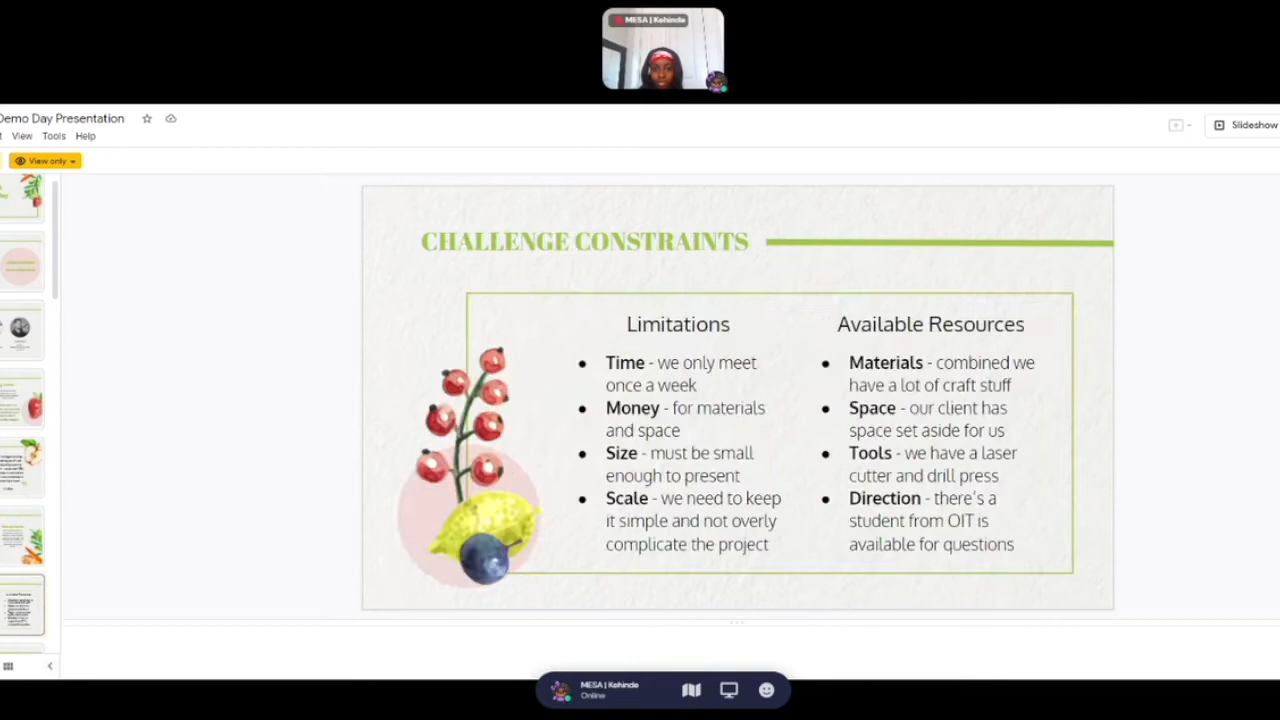 MESA | Kehinde
Demo Day Presentation
View Tools Help
Slideshow
View only
CHALLENGE CONSTRAINTS
Limitations
● Time - we only meet
once a week
● Money - for materials
and space
● Size - must be small
enough to present
● Scale - we need to keep
it simple and not overly
complicate the project
Available Resources
● Materials - combined we
have a lot of craft stuff
● Space - our client has
space set aside for us
● Tools - we have a laser
cutter and drill press
● Direction - there's a
student from OIT is
available for questions
MESA | Kehinde
Online